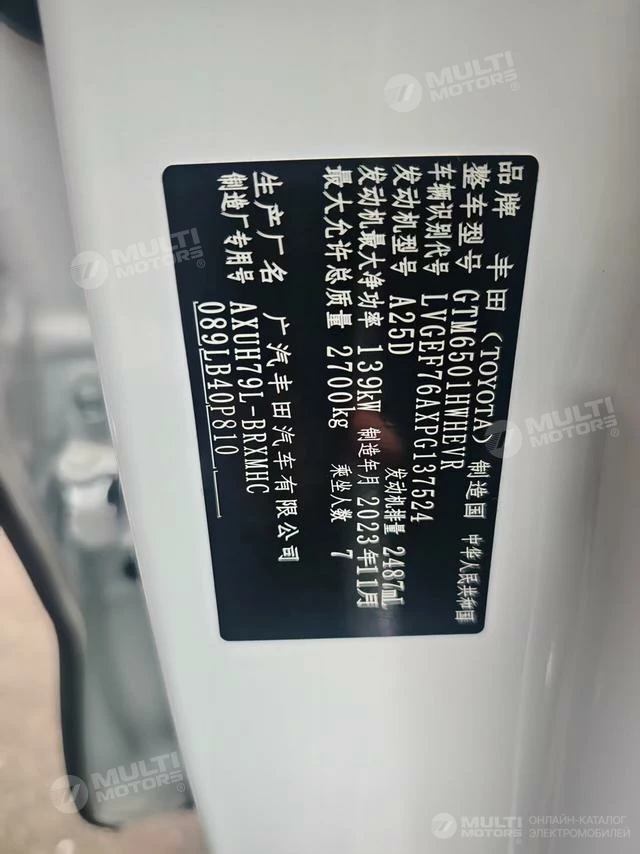 品牌 丰田(TOYOTA) 制造国 中华人民共和国
整车型号 GTM6501HWHEVR
车辆识别代号 LVGEF76AXPG137524
发动机型号 A25D 发动机排量 2487mL
发动机最大净功率 139kW 制造年月 2023年11月
最大允许总质量 2700kg 乘坐人数 7
生产厂名 广汽丰田汽车有限公司
制造厂专用号 AXUH79L-BRXMHC
089LB40P810
MULTI
MOTORS
MULTI
MOTORS
MULTI
MOTORS
MULTI
MOTORS
MULTI
MOTORS
ОНЛАЙН-КАТАЛОГ
ЭЛЕКТРОМОБИЛЕЙ